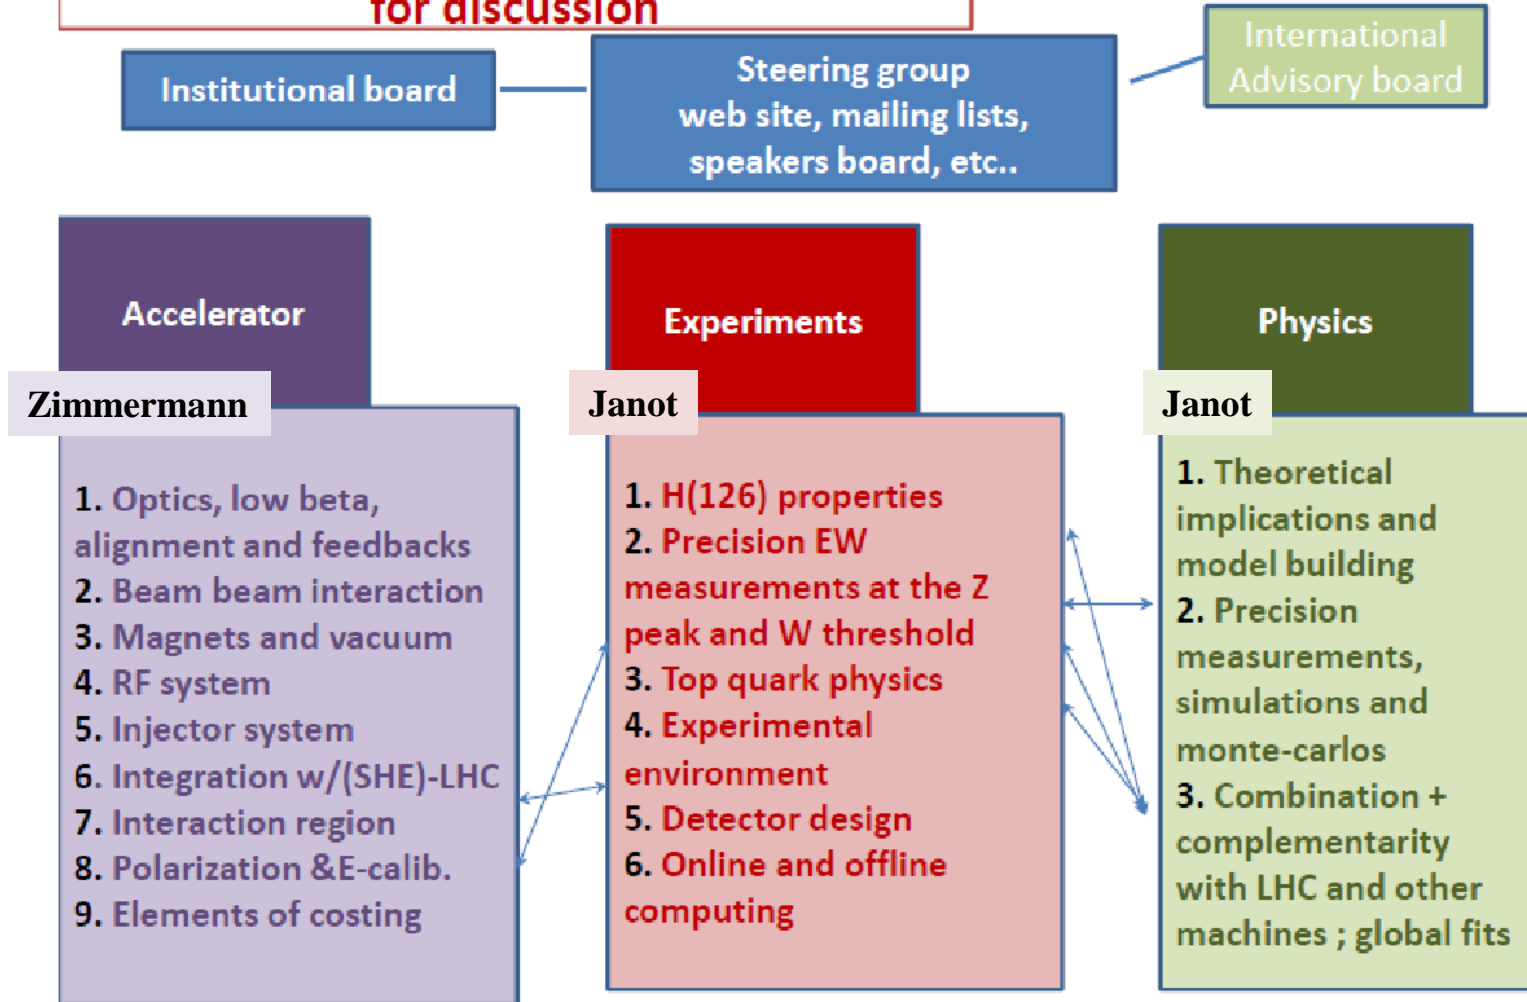 for discussion
Institutional board
Steering group
web site, mailing lists,
speakers board, etc..
International
Advisory board
Accelerator
Zimmermann
1. Optics, low beta,
alignment and feedbacks
2. Beam beam interaction
3. Magnets and vacuum
4. RF system
5. Injector system
6. Integration w/(SHE)-LHC
7. Interaction region
8. Polarization &E-calib.
9. Elements of costing
Experiments
Janot
1. H(126) properties
2. Precision EW
measurements at the Z
peak and W threshold
3. Top quark physics
4. Experimental
environment
5. Detector design
6. Online and offline
computing
Physics
Janot
1. Theoretical
implications and
model building
2. Precision
measurements,
simulations and
monte-carlos
3. Combination +
complementarity
with LHC and other
machines ; global fits